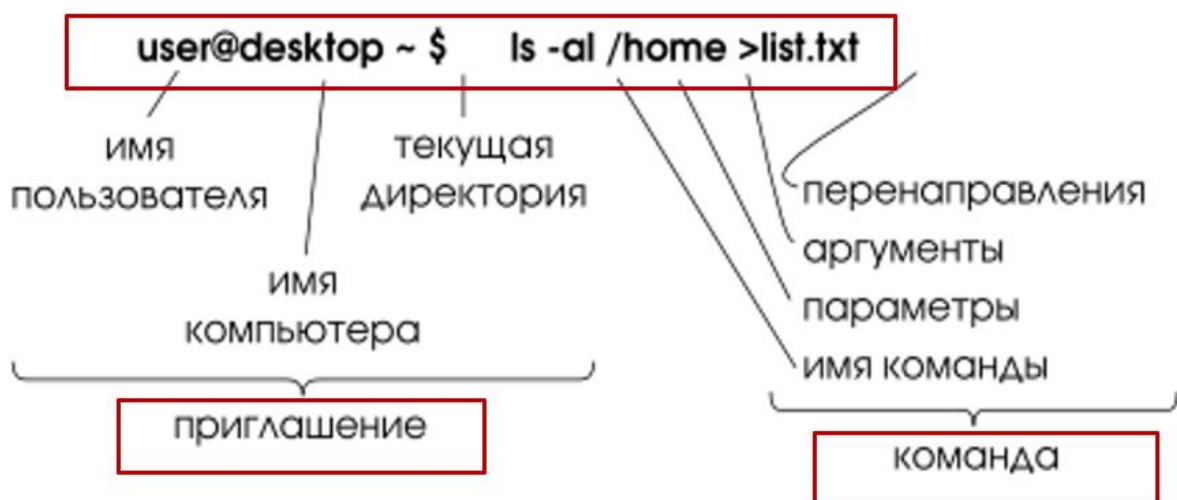 user@desktop ~ $ ls -al /home >list.txt
имя
пользователя
текущая
директория
имя
компьютера
приглашение
перенаправления
аргументы
параметры
имя команды
команда